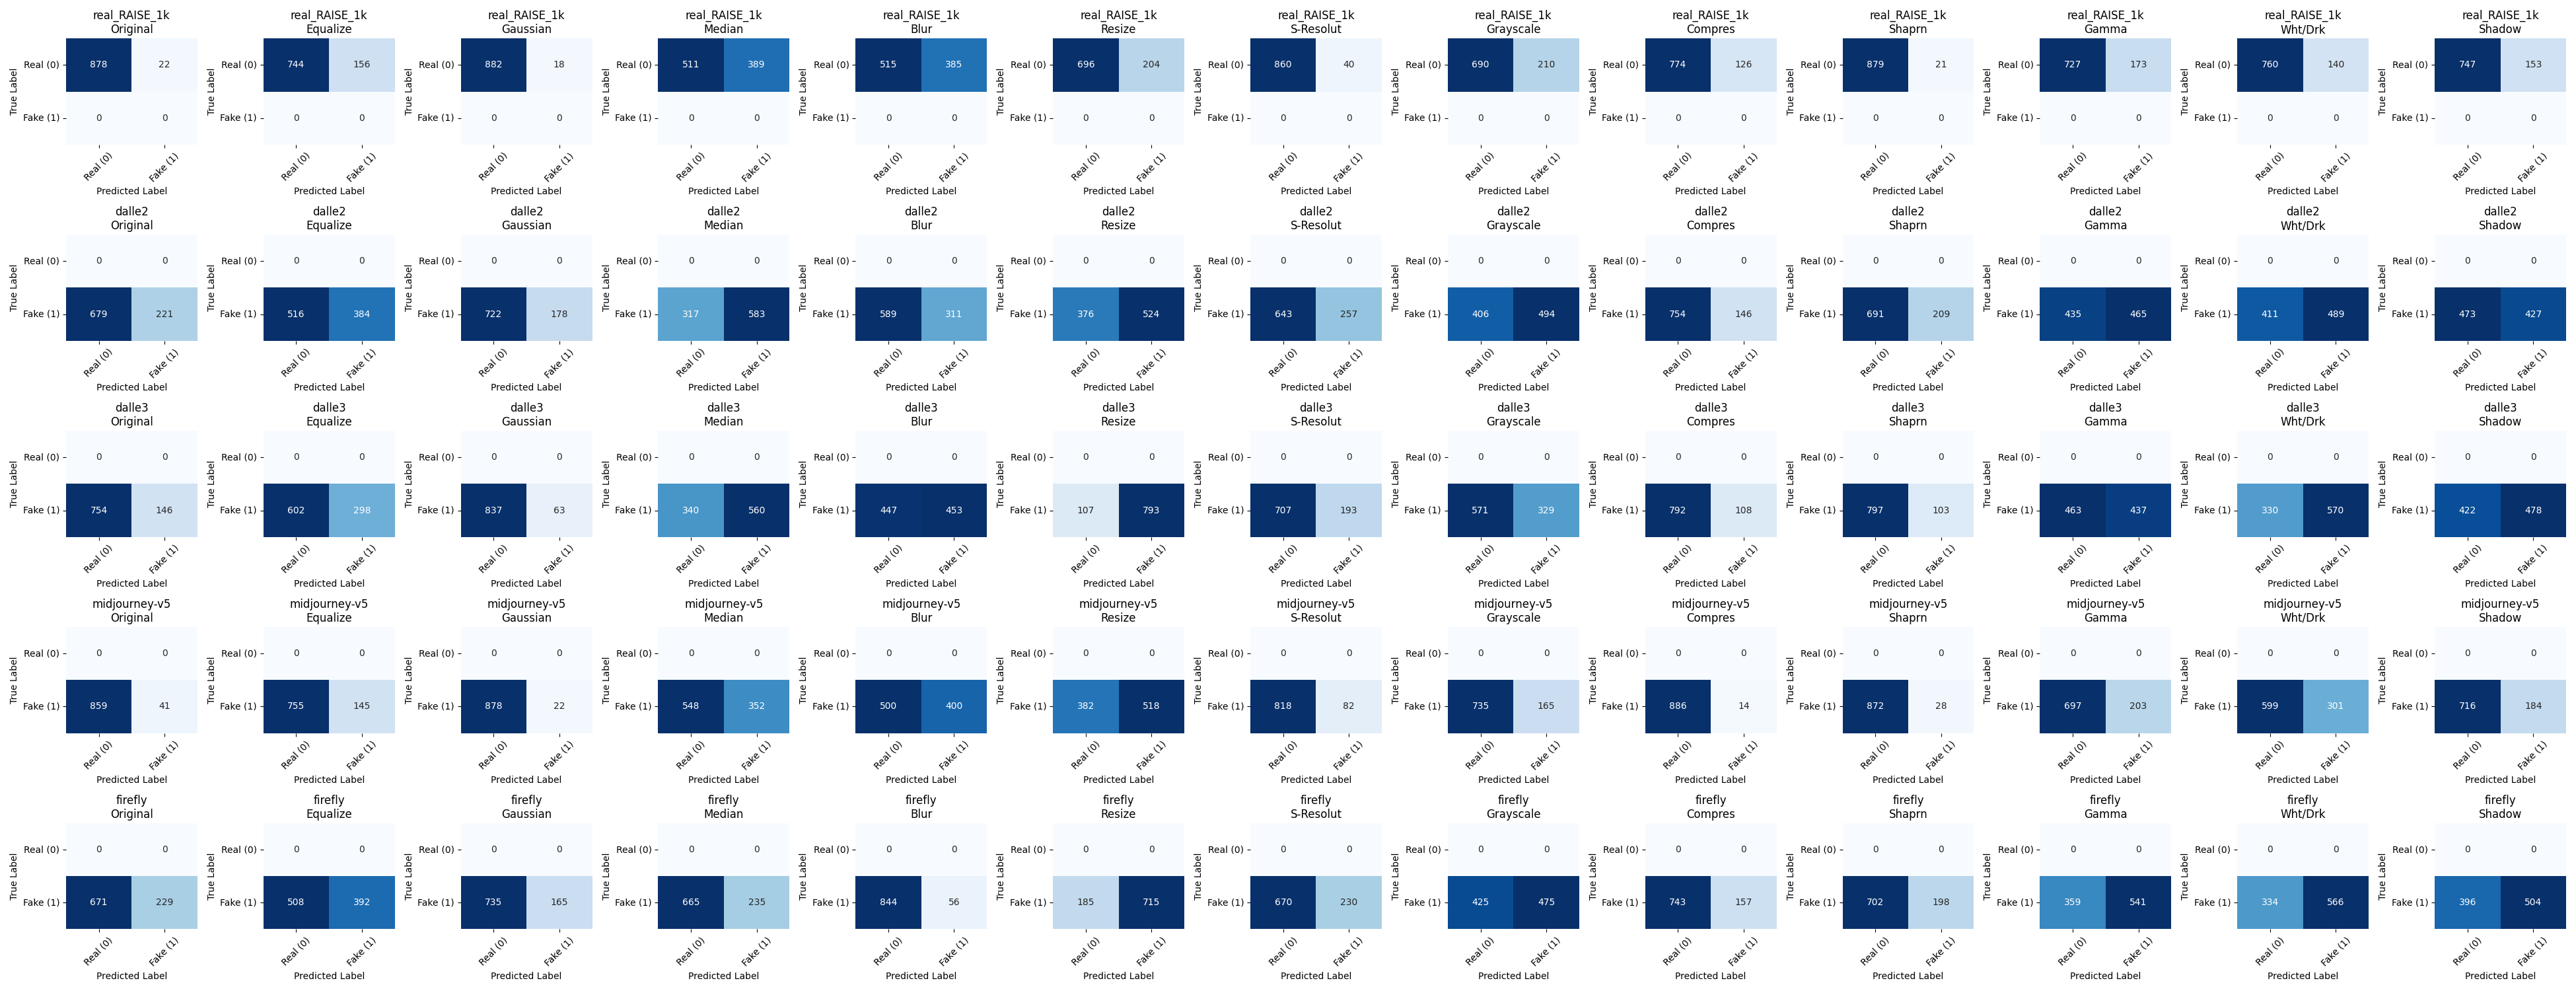 real_RAISE_1k real_RAISE_1k real_RAISE_1k real_RAISE_1k real_RAISE_1k real_RAISE_1k real_RAISE_1k real_RAISE_1k real_RAISE_1k real_RAISE_1k real_RAISE_1k real_RAISE_1k real_RAISE_1k
Original Equalize Gaussian Median Blur Resize S-Resolut Grayscale Compres Shaprn Gamma Wht/Drk Shadow
Real (0) 878 22 Real (0) 744 156 Real (0) 882 18 Real (0) 511 389 Real (0) 515 385 Real (0) 696 204 Real (0) 860 40 Real (0) 690 210 Real (0) 774 126 Real (0) 879 21 Real (0) 727 173 Real (0) 760 140 Real (0) 747 153
True Label True Label True Label True Label True Label True Label True Label True Label True Label True Label True Label True Label True Label
Fake (1) 0 0 Fake (1) 0 0 Fake (1) 0 0 Fake (1) 0 0 Fake (1) 0 0 Fake (1) 0 0 Fake (1) 0 0 Fake (1) 0 0 Fake (1) 0 0 Fake (1) 0 0 Fake (1) 0 0 Fake (1) 0 0 Fake (1) 0 0
Real (0) Fake (1) Real (0) Fake (1) Real (0) Fake (1) Real (0) Fake (1) Real (0) Fake (1) Real (0) Fake (1) Real (0) Fake (1) Real (0) Fake (1) Real (0) Fake (1) Real (0) Fake (1) Real (0) Fake (1) Real (0) Fake (1) Real (0) Fake (1)
Predicted Label Predicted Label Predicted Label Predicted Label Predicted Label Predicted Label Predicted Label Predicted Label Predicted Label Predicted Label Predicted Label Predicted Label Predicted Label
dalle2 dalle2 dalle2 dalle2 dalle2 dalle2 dalle2 dalle2 dalle2 dalle2 dalle2 dalle2 dalle2
Original Equalize Gaussian Median Blur Resize S-Resolut Grayscale Compres Shaprn Gamma Wht/Drk Shadow
Real (0) 0 0 Real (0) 0 0 Real (0) 0 0 Real (0) 0 0 Real (0) 0 0 Real (0) 0 0 Real (0) 0 0 Real (0) 0 0 Real (0) 0 0 Real (0) 0 0 Real (0) 0 0 Real (0) 0 0 Real (0) 0 0
True Label True Label True Label True Label True Label True Label True Label True Label True Label True Label True Label True Label True Label
Fake (1) 679 221 Fake (1) 516 384 Fake (1) 722 178 Fake (1) 317 583 Fake (1) 589 311 Fake (1) 376 524 Fake (1) 643 257 Fake (1) 406 494 Fake (1) 754 146 Fake (1) 691 209 Fake (1) 435 465 Fake (1) 411 489 Fake (1) 473 427
Real (0) Fake (1) Real (0) Fake (1) Real (0) Fake (1) Real (0) Fake (1) Real (0) Fake (1) Real (0) Fake (1) Real (0) Fake (1) Real (0) Fake (1) Real (0) Fake (1) Real (0) Fake (1) Real (0) Fake (1) Real (0) Fake (1) Real (0) Fake (1)
Predicted Label Predicted Label Predicted Label Predicted Label Predicted Label Predicted Label Predicted Label Predicted Label Predicted Label Predicted Label Predicted Label Predicted Label Predicted Label
dalle3 dalle3 dalle3 dalle3 dalle3 dalle3 dalle3 dalle3 dalle3 dalle3 dalle3 dalle3 dalle3
Original Equalize Gaussian Median Blur Resize S-Resolut Grayscale Compres Shaprn Gamma Wht/Drk Shadow
Real (0) 0 0 Real (0) 0 0 Real (0) 0 0 Real (0) 0 0 Real (0) 0 0 Real (0) 0 0 Real (0) 0 0 Real (0) 0 0 Real (0) 0 0 Real (0) 0 0 Real (0) 0 0 Real (0) 0 0 Real (0) 0 0
True Label True Label True Label True Label True Label True Label True Label True Label True Label True Label True Label True Label True Label
Fake (1) 754 146 Fake (1) 602 298 Fake (1) 837 63 Fake (1) 340 560 Fake (1) 447 453 Fake (1) 107 793 Fake (1) 707 193 Fake (1) 571 329 Fake (1) 792 108 Fake (1) 797 103 Fake (1) 463 437 Fake (1) 330 570 Fake (1) 422 478
Real (0) Fake (1) Real (0) Fake (1) Real (0) Fake (1) Real (0) Fake (1) Real (0) Fake (1) Real (0) Fake (1) Real (0) Fake (1) Real (0) Fake (1) Real (0) Fake (1) Real (0) Fake (1) Real (0) Fake (1) Real (0) Fake (1) Real (0) Fake (1)
Predicted Label Predicted Label Predicted Label Predicted Label Predicted Label Predicted Label Predicted Label Predicted Label Predicted Label Predicted Label Predicted Label Predicted Label Predicted Label
midjourney-v5 midjourney-v5 midjourney-v5 midjourney-v5 midjourney-v5 midjourney-v5 midjourney-v5 midjourney-v5 midjourney-v5 midjourney-v5 midjourney-v5 midjourney-v5 midjourney-v5
Original Equalize Gaussian Median Blur Resize S-Resolut Grayscale Compres Shaprn Gamma Wht/Drk Shadow
Real (0) 0 0 Real (0) 0 0 Real (0) 0 0 Real (0) 0 0 Real (0) 0 0 Real (0) 0 0 Real (0) 0 0 Real (0) 0 0 Real (0) 0 0 Real (0) 0 0 Real (0) 0 0 Real (0) 0 0 Real (0) 0 0
True Label True Label True Label True Label True Label True Label True Label True Label True Label True Label True Label True Label True Label
Fake (1) 859 41 Fake (1) 755 145 Fake (1) 878 22 Fake (1) 548 352 Fake (1) 500 400 Fake (1) 382 518 Fake (1) 818 82 Fake (1) 735 165 Fake (1) 886 14 Fake (1) 872 28 Fake (1) 697 203 Fake (1) 599 301 Fake (1) 716 184
Real (0) Fake (1) Real (0) Fake (1) Real (0) Fake (1) Real (0) Fake (1) Real (0) Fake (1) Real (0) Fake (1) Real (0) Fake (1) Real (0) Fake (1) Real (0) Fake (1) Real (0) Fake (1) Real (0) Fake (1) Real (0) Fake (1) Real (0) Fake (1)
Predicted Label Predicted Label Predicted Label Predicted Label Predicted Label Predicted Label Predicted Label Predicted Label Predicted Label Predicted Label Predicted Label Predicted Label Predicted Label
firefly firefly firefly firefly firefly firefly firefly firefly firefly firefly firefly firefly firefly
Original Equalize Gaussian Median Blur Resize S-Resolut Grayscale Compres Shaprn Gamma Wht/Drk Shadow
Real (0) 0 0 Real (0) 0 0 Real (0) 0 0 Real (0) 0 0 Real (0) 0 0 Real (0) 0 0 Real (0) 0 0 Real (0) 0 0 Real (0) 0 0 Real (0) 0 0 Real (0) 0 0 Real (0) 0 0 Real (0) 0 0
True Label True Label True Label True Label True Label True Label True Label True Label True Label True Label True Label True Label True Label
Fake (1) 671 229 Fake (1) 508 392 Fake (1) 735 165 Fake (1) 665 235 Fake (1) 844 56 Fake (1) 185 715 Fake (1) 670 230 Fake (1) 425 475 Fake (1) 743 157 Fake (1) 702 198 Fake (1) 359 541 Fake (1) 334 566 Fake (1) 396 504
Real (0) Fake (1) Real (0) Fake (1) Real (0) Fake (1) Real (0) Fake (1) Real (0) Fake (1) Real (0) Fake (1) Real (0) Fake (1) Real (0) Fake (1) Real (0) Fake (1) Real (0) Fake (1) Real (0) Fake (1) Real (0) Fake (1) Real (0) Fake (1)
Predicted Label Predicted Label Predicted Label Predicted Label Predicted Label Predicted Label Predicted Label Predicted Label Predicted Label Predicted Label Predicted Label Predicted Label Predicted Label